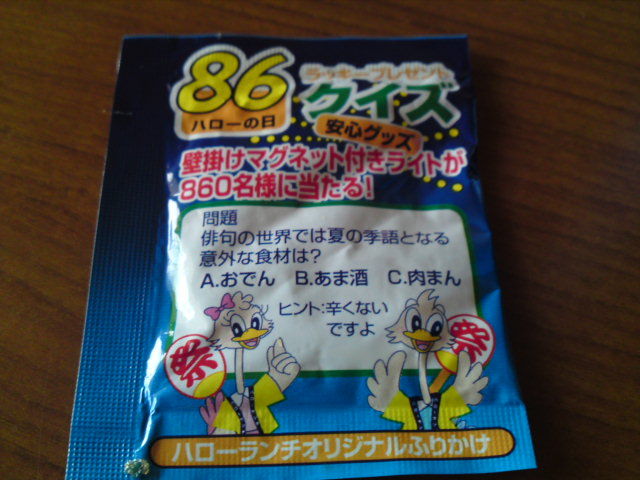 86
ハローの日
ラッキープレゼント
クイズ
安心グッズ
壁掛けマグネット付きライトが
860名様に当たる!
問題
俳句の世界では夏の季語となる
意外な食材は?
A.おでん B.あま酒 C.肉まん
ヒント:辛くない
ですよ
祭
祭
ハローランチオリジナルふりかけ